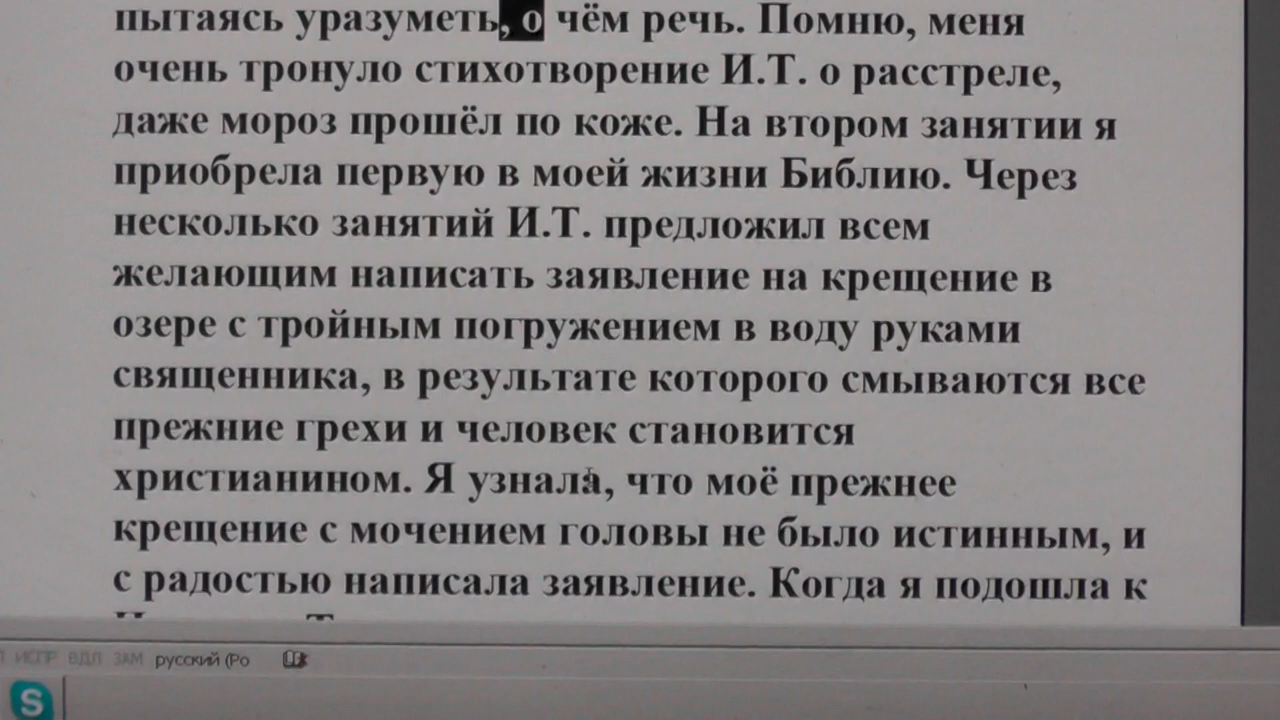 пытаясь уразуметь, о чём речь. Помню, меня
очень тронуло стихотворение И.Т. о расстреле,
даже мороз прошёл по коже. На втором занятии я
приобрела первую в моей жизни Библию. Через
несколько занятий И.Т. предложил всем
желающим написать заявление на крещение в
озере с тройным погружением в воду руками
священника, в результате которого смываются все
прежние грехи и человек становится
христианином. Я узнала, что моё прежнее
крещение с мочением головы не было истинным, и
с радостью написала заявление. Когда я подошла к
ИСПР ВДЛ ЗАМ русский (Ро
S